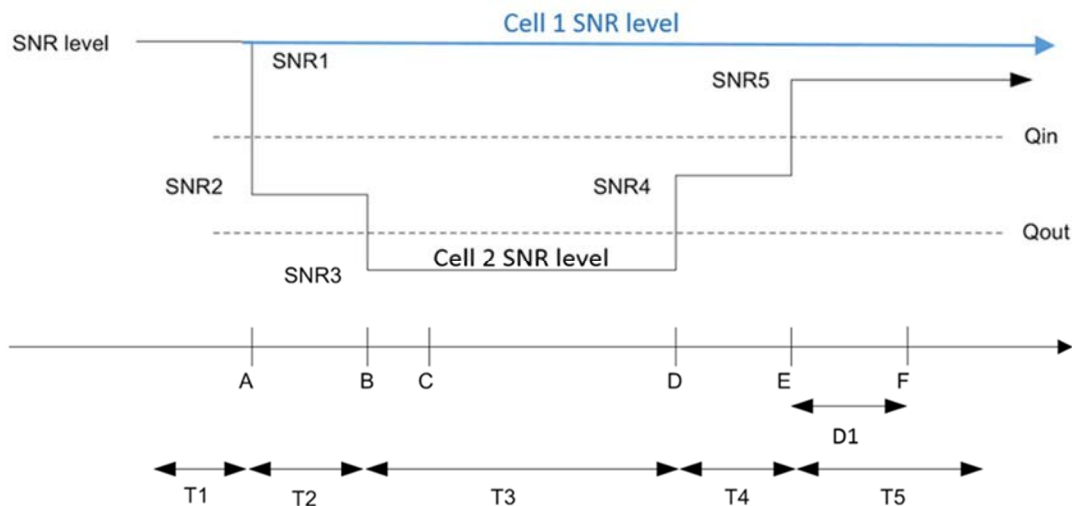 Cell 1 SNR level
SNR level
SNR1
SNR5
Qin
SNR2
SNR4
Qout
SNR3
Cell 2 SNR level
A B C D E F
D1
T1 T2 T3 T4 T5